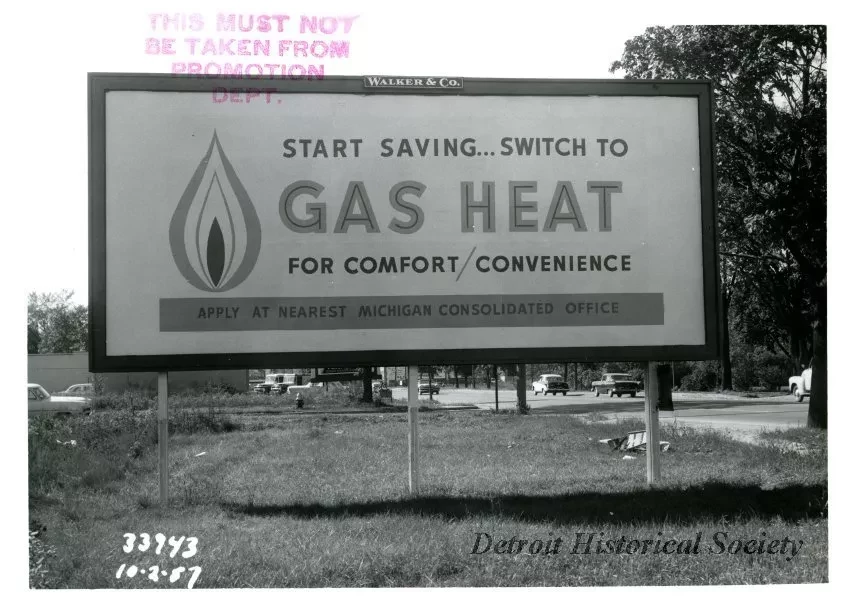 THIS MUST NOT
BE TAKEN FROM
PROMOTION
DEPT.
WALKER & CO.
START SAVING... SWITCH TO
GAS HEAT
FOR COMFORT/CONVENIENCE
APPLY AT NEAREST MICHIGAN CONSOLIDATED OFFICE
33943
10-2-57
Detroit Historical Society